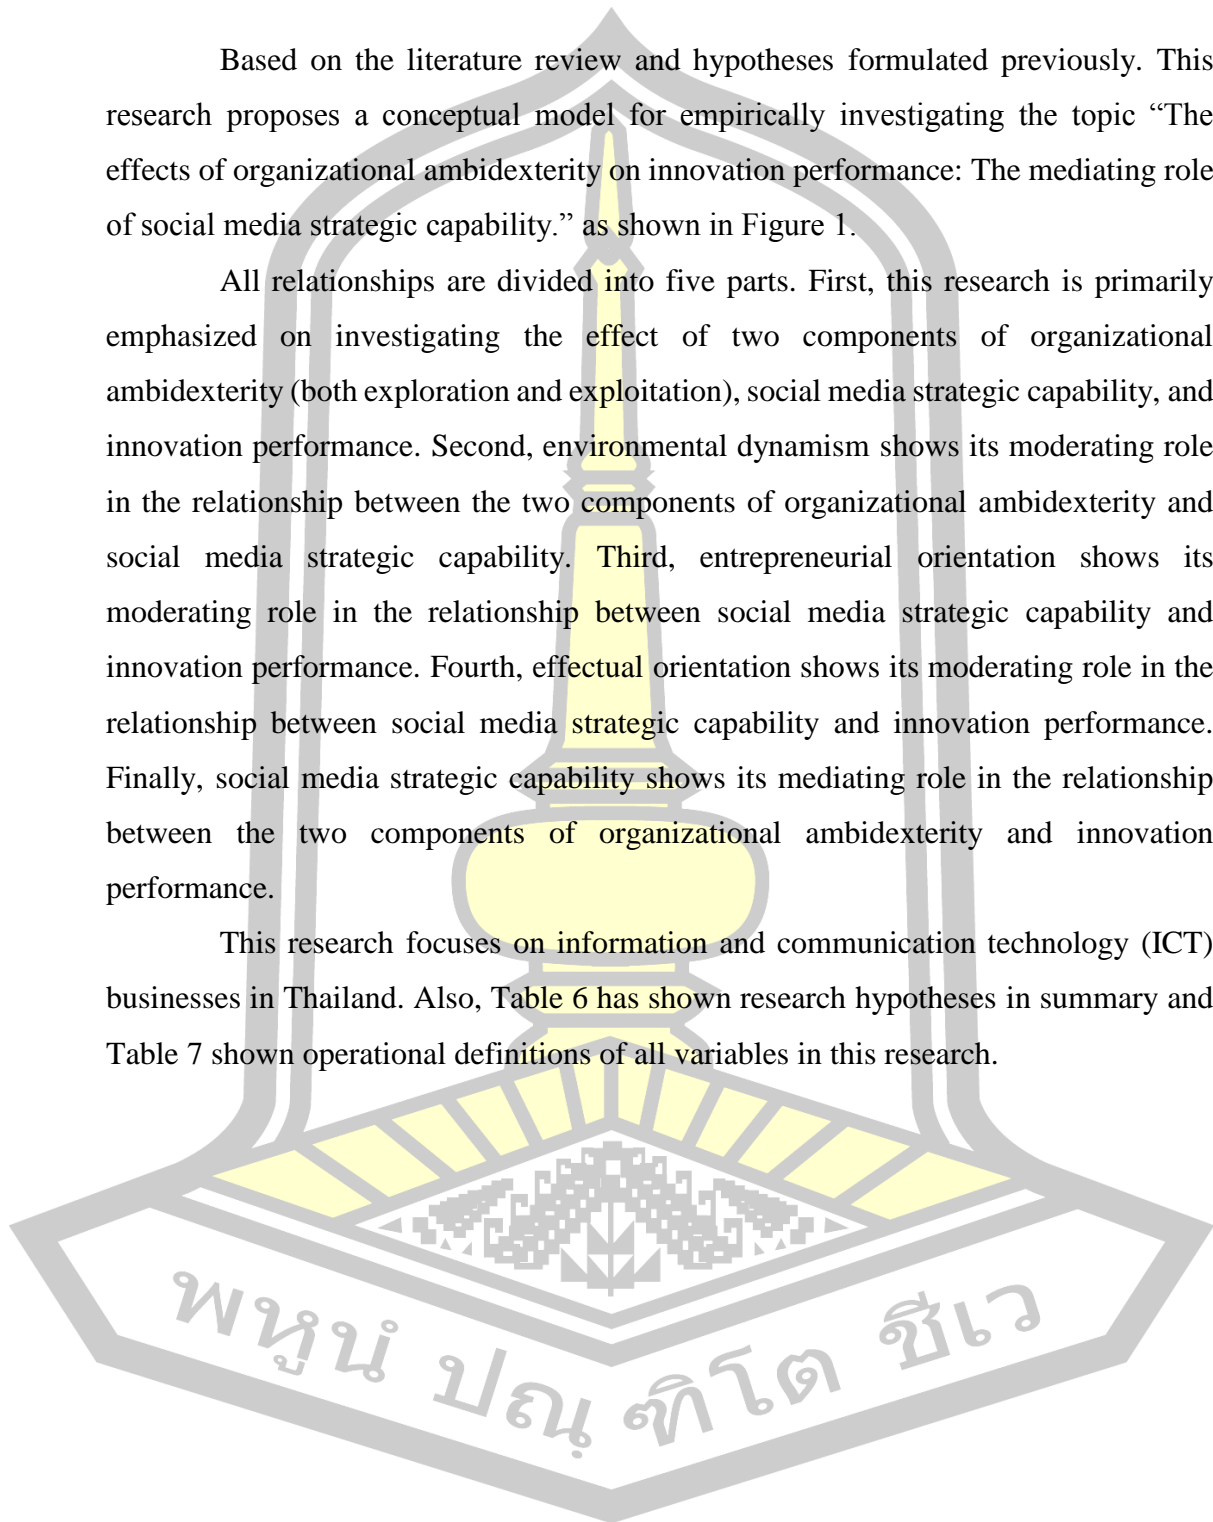 Based on the literature review and hypotheses formulated previously. This
research proposes a conceptual model for empirically investigating the topic “The
effects of organizational ambidexterity on innovation performance: The mediating role
of social media strategic capability.” as shown in Figure 1.
All relationships are divided into five parts. First, this research is primarily
emphasized on investigating the effect of two components of organizational
ambidexterity (both exploration and exploitation), social media strategic capability, and
innovation performance. Second, environmental dynamism shows its moderating role
in the relationship between the two components of organizational ambidexterity and
social media strategic capability. Third, entrepreneurial orientation shows its
moderating role in the relationship between social media strategic capability and
innovation performance. Fourth, effectual orientation shows its moderating role in the
relationship between social media strategic capability and innovation performance.
Finally, social media strategic capability shows its mediating role in the relationship
between the two components of organizational ambidexterity and innovation
performance.
This research focuses on information and communication technology (ICT)
businesses in Thailand. Also, Table 6 has shown research hypotheses in summary and
Table 7 shown operational definitions of all variables in this research.
พหูนํ ปณฺฑิโต ชีเว